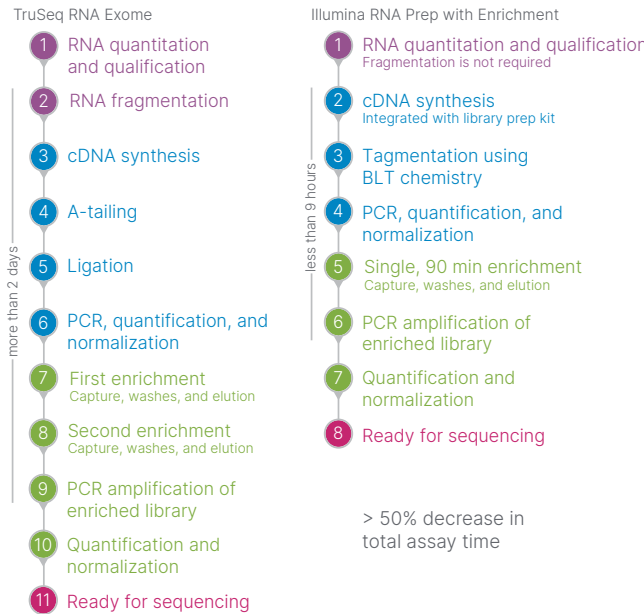 TruSeq RNA Exome
1
RNA quantitation
and qualification
2
RNA fragmentation
3
cDNA synthesis
4
A-tailing
5
Ligation
6
PCR, quantification, and
normalization
7
First enrichment
Capture, washes, and elution
8
Second enrichment
Capture, washes, and elution
9
PCR amplification of
enriched library
10
Quantification and
normalization
11
Ready for sequencing
more than 2 days
Illumina RNA Prep with Enrichment
1
RNA quantitation and qualification
Fragmentation is not required
2
cDNA synthesis
Integrated with library prep kit
3
Tagmentation using
BLT chemistry
4
PCR, quantification, and
normalization
5
Single, 90 min enrichment
Capture, washes, and elution
6
PCR amplification of
enriched library
7
Quantification and
normalization
8
Ready for sequencing
less than 9 hours
> 50% decrease in
total assay time